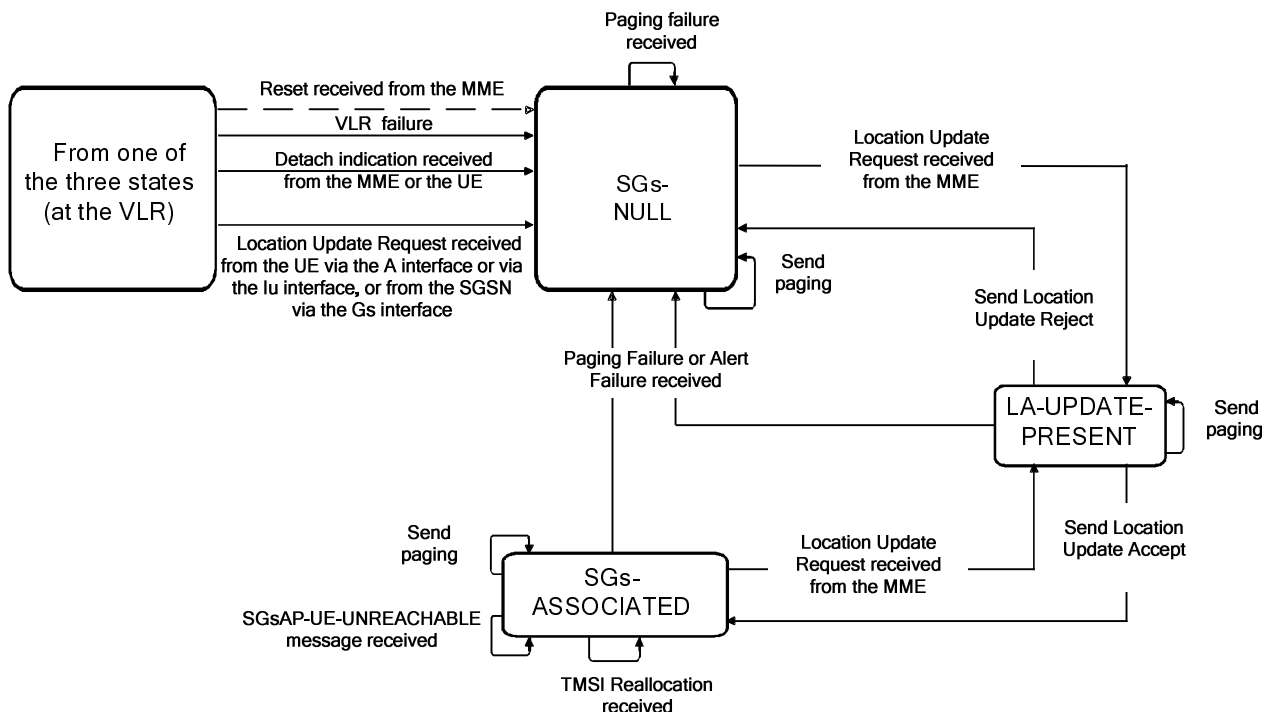 Paging failure
received
Reset received from the MME
VLR failure
Detach indication received
from the MME or the UE
From one of
the three states
(at the VLR)
Location Update Request received
from the UE via the A interface or via
the Iu interface, or from the SGSN
via the Gs interface
SGs-
NULL
Location Update
Request received
from the MME
Send
paging
Send Location
Update Reject
Paging Failure or Alert
Failure received
LA-UPDATE-
PRESENT
Send
paging
Send
paging
SGs-
ASSOCIATED
Location Update
Request received
from the MME
Send Location
Update Accept
SGsAP-UE-UNREACHABLE
message received
TMSI Reallocation
received